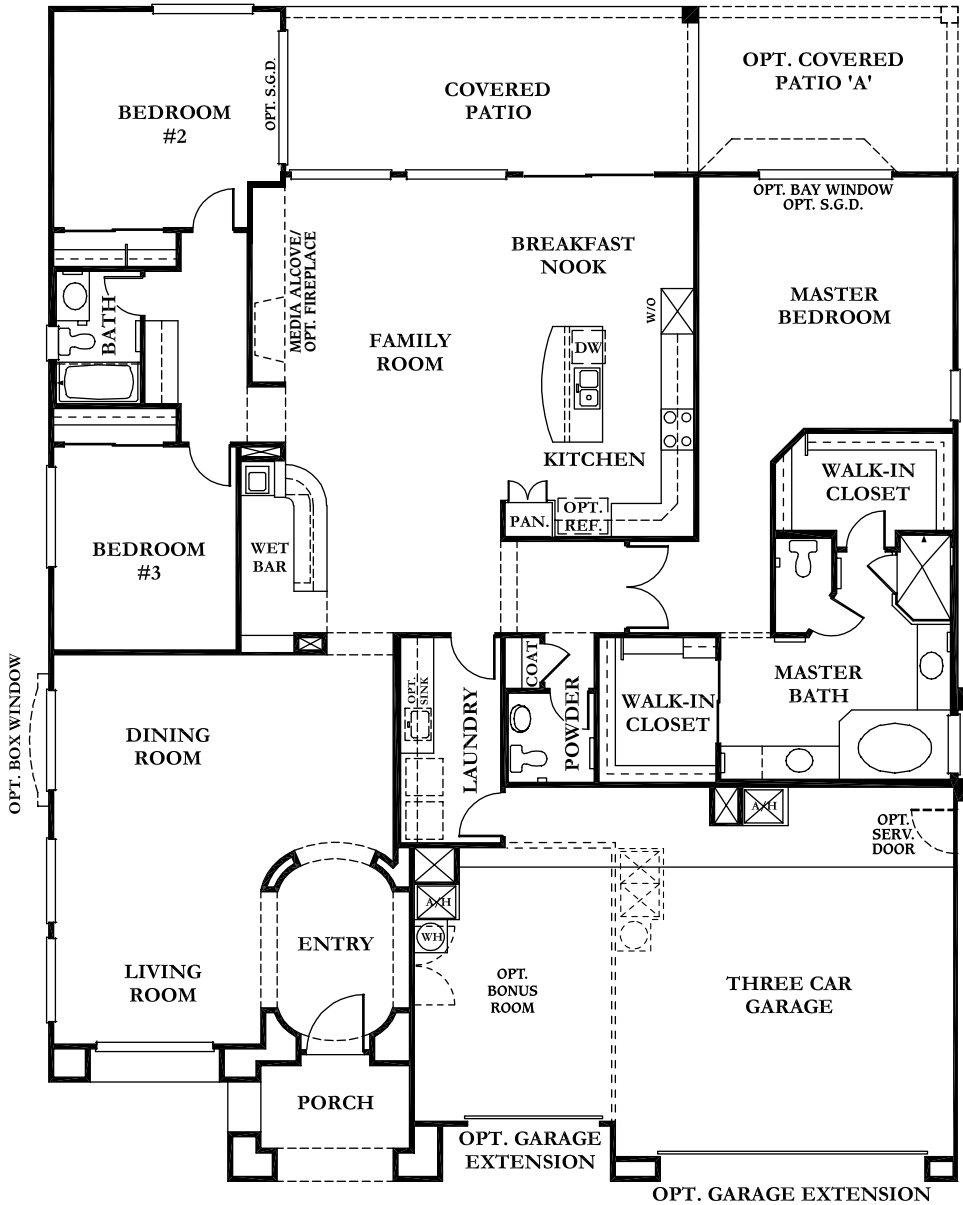 COVERED
PATIO
OPT. COVERED
PATIO 'A'
BEDROOM
#2
OPT. S.G.D.
OPT. BAY WINDOW
OPT. S.G.D.
BREAKFAST
NOOK
MEDIA ALCOVE/
OPT. FIREPLACE
W/O
MASTER
BEDROOM
BATH
FAMILY
ROOM
DW
KITCHEN
WALK-IN
CLOSET
PAN.
OPT.
REF.
BEDROOM
#3
WET
BAR
COAT
OPT. BOX WINDOW
OPT.
SINK
LAUNDRY
POWDER
WALK-IN
CLOSET
MASTER
BATH
DINING
ROOM
A/H
OPT.
SERV.
DOOR
A/H
WH
ENTRY
LIVING
ROOM
OPT.
BONUS
ROOM
THREE CAR
GARAGE
PORCH
OPT. GARAGE
EXTENSION
OPT. GARAGE EXTENSION